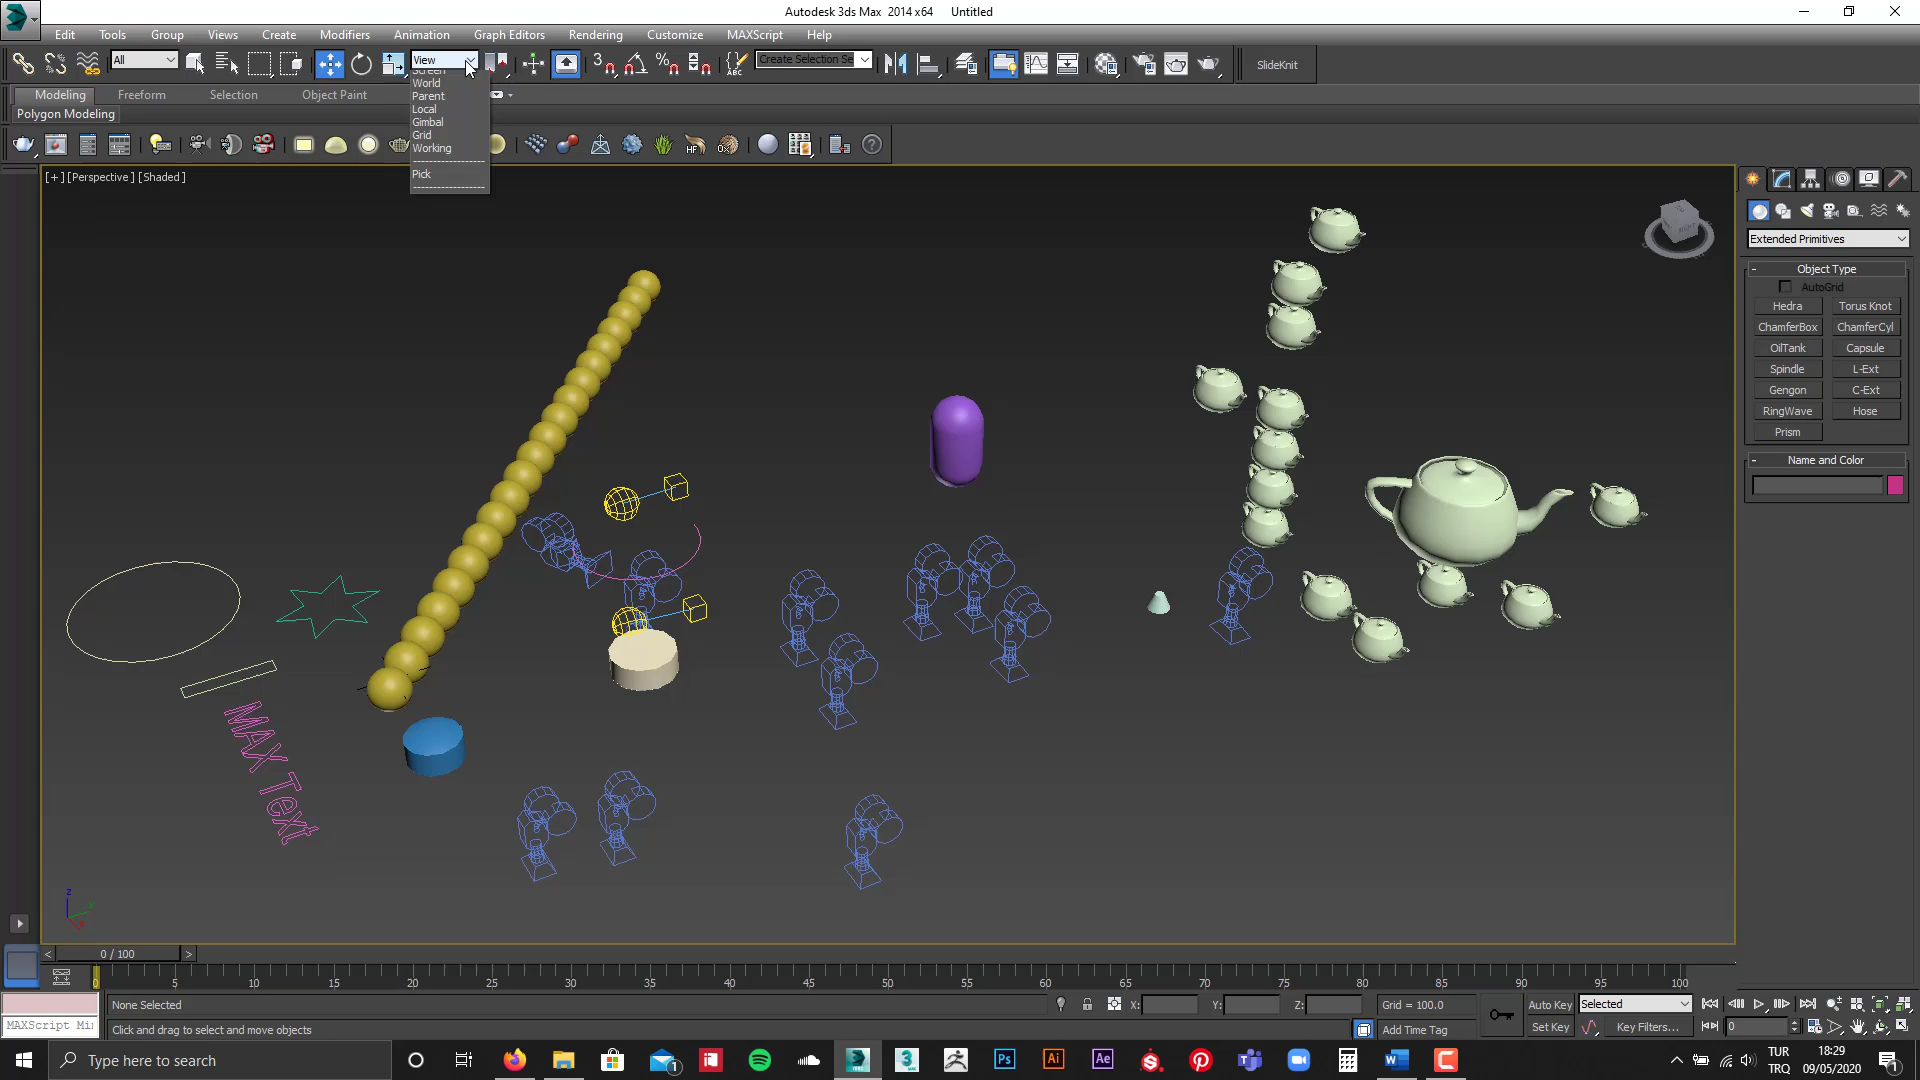 Autodesk 3ds Max 2014 x64 Untitled
Edit Tools Group Views Create Modifiers Animation Graph Editors Rendering Customize MAXScript Help
All View Create Selection Se SlideKnit
Modeling Freeform Selection Object Paint
Polygon Modeling
Screen
World
Parent
Local
Gimbal
Grid
Working
Pick
[+] [Perspective] [Shaded]
Extended Primitives
- Object Type
AutoGrid
Hedra Torus Knot
ChamferBox ChamferCyl
OilTank Capsule
Spindle L-Ext
Gengon C-Ext
RingWave Hose
Prism
- Name and Color
MAX Text
z
< 0 / 100 >
0 5 10 15 20 25 30 35 40 45 50 55 60 65 70 75 80 85 90 95 100
None Selected X: Y: Z: Grid = 100.0 Auto Key Selected
MAXScript Mi
Click and drag to select and move objects Add Time Tag Set Key Key Filters... 0
Type here to search
TUR 18:29
TRQ 09/05/2020